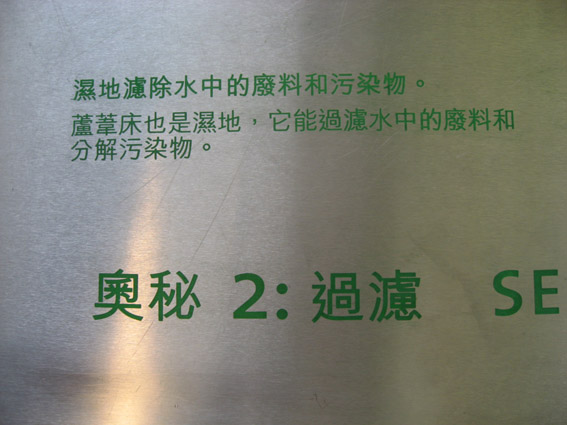 濕地濾除水中的廢料和污染物。
蘆葦床也是濕地，它能過濾水中的廢料和
分解污染物。
奧秘 2: 過濾 SE